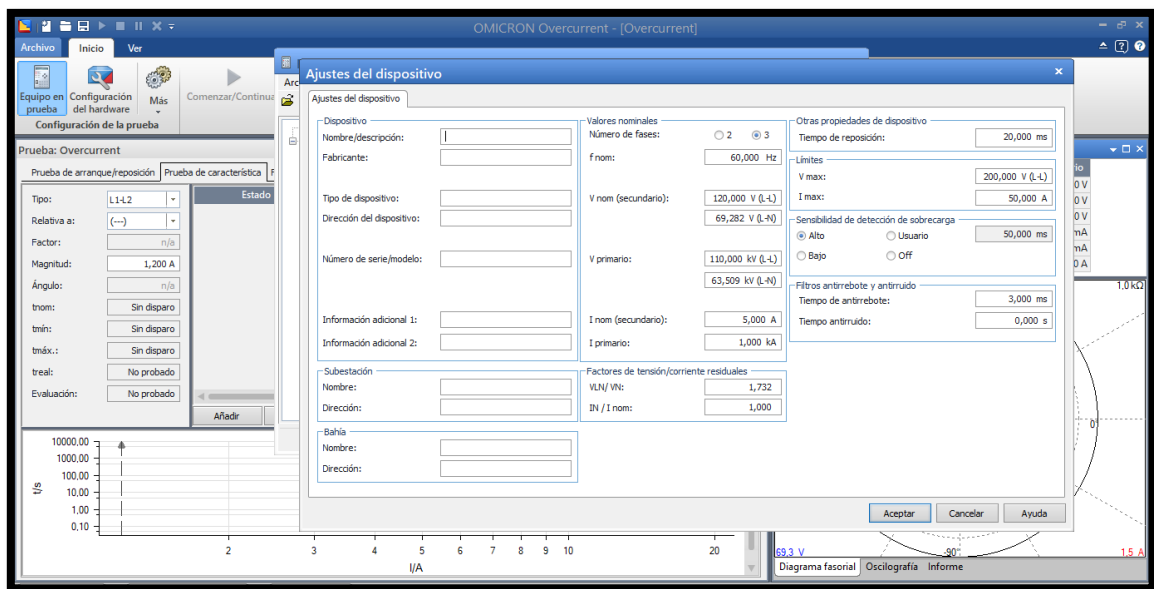 OMICRON Overcurrent - [Overcurrent]
Archivo Inicio Ver
Equipo en prueba
Configuración del hardware
Más
Comenzar/Continua
Configuración de la prueba
Arc
Prueba: Overcurrent
Prueba de arranque/reposición Prueba de característica
Estado
Tipo: L1-L2
Relativa a: (---)
Factor: n/a
Magnitud: 1,200 A
Ángulo: n/a
tnom: Sin disparo
tmín: Sin disparo
tmáx.: Sin disparo
treal: No probado
Evaluación: No probado
Añadir
Ajustes del dispositivo
Ajustes del dispositivo
Dispositivo
Nombre/descripción:
Fabricante:
Tipo de dispositivo:
Dirección del dispositivo:
Número de serie/modelo:
Información adicional 1:
Información adicional 2:
Subestación
Nombre:
Dirección:
Bahía
Nombre:
Dirección:
Valores nominales
Número de fases: 2 3
f nom: 60,000 Hz
V nom (secundario): 120,000 V (L-L)
69,282 V (L-N)
V primario: 110,000 kV (L-L)
63,509 kV (L-N)
I nom (secundario): 5,000 A
I primario: 1,000 kA
Factores de tensión/corriente residuales
VLN/ VN: 1,732
IN / I nom: 1,000
Otras propiedades de dispositivo
Tiempo de reposición: 20,000 ms
Límites
V max: 200,000 V (L-L)
I max: 50,000 A
Sensibilidad de detección de sobrecarga
Alto Usuario 50,000 ms
Bajo Off
Filtros antirrebote y antirruido
Tiempo de antirrebote: 3,000 ms
Tiempo antirruido: 0,000 s
Aceptar Cancelar Ayuda
io
0 V
0 V
0 V
mA
mA
0 A
1,0 kΩ
0°
t/s
10000,00
1000,00
100,00
10,00
1,00
0,10
2 3 4 5 6 7 8 9 10 20
I/A
69,3 V -90° 1,5 A
Diagrama fasorial Oscilografía Informe